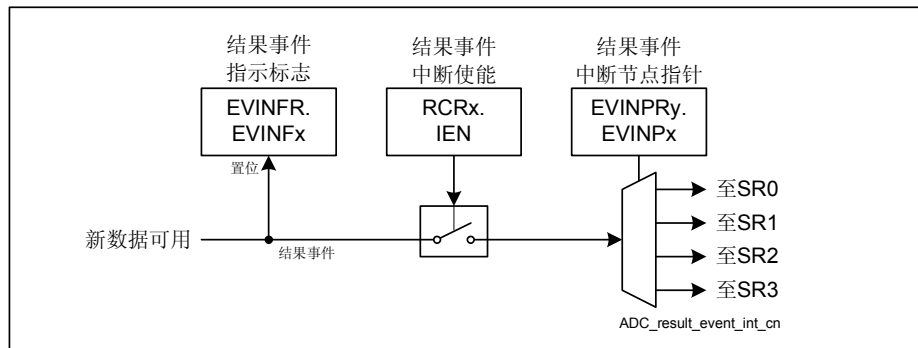 结果事件
指示标志
结果事件
中断使能
结果事件
中断节点指针
EVINFR.
EVINFx
RCRx.
IEN
EVINPRy.
EVINPx
置位
至SR0
至SR1
新数据可用
结果事件
至SR2
至SR3
ADC_result_event_int_cn